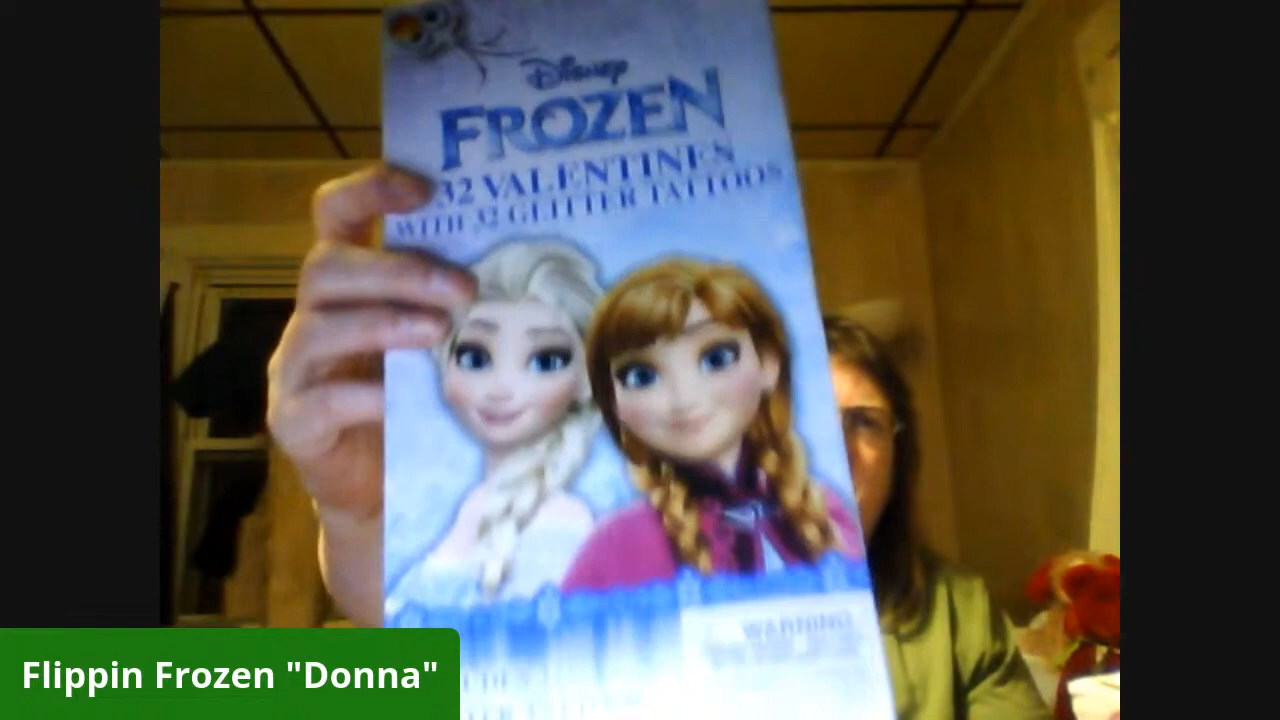 Disney
FROZEN
32 VALENTINES
WITH 32 GLITTER TATTOOS
WARNING
Flippin Frozen "Donna"